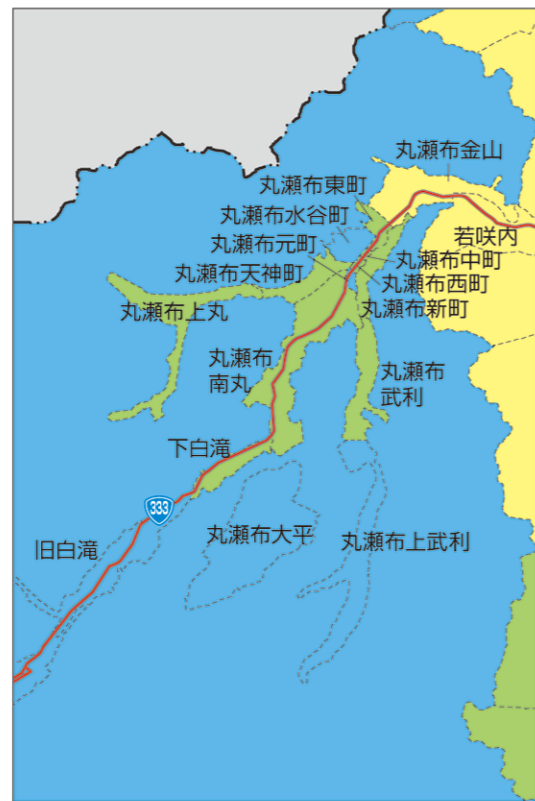 丸瀬布金山
丸瀬布東町
丸瀬布水谷町
若咲内
丸瀬布元町
丸瀬布中町
丸瀬布天神町
丸瀬布西町
丸瀬布上丸
丸瀬布新町
丸瀬布
南丸
丸瀬布
武利
下白滝
333
旧白滝
丸瀬布大平
丸瀬布上武利